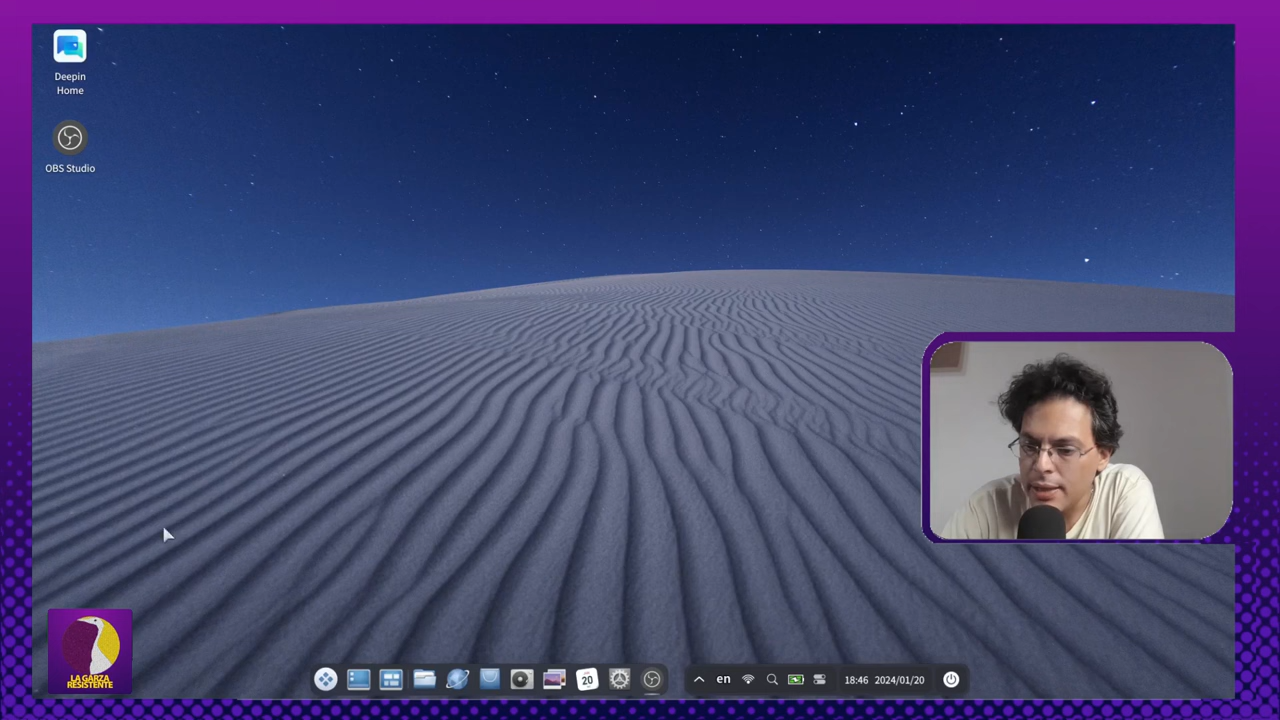 Deepin
Home
OBS Studio
LA GARZA
RESISTENTE
20
en
18:46 2024/01/20